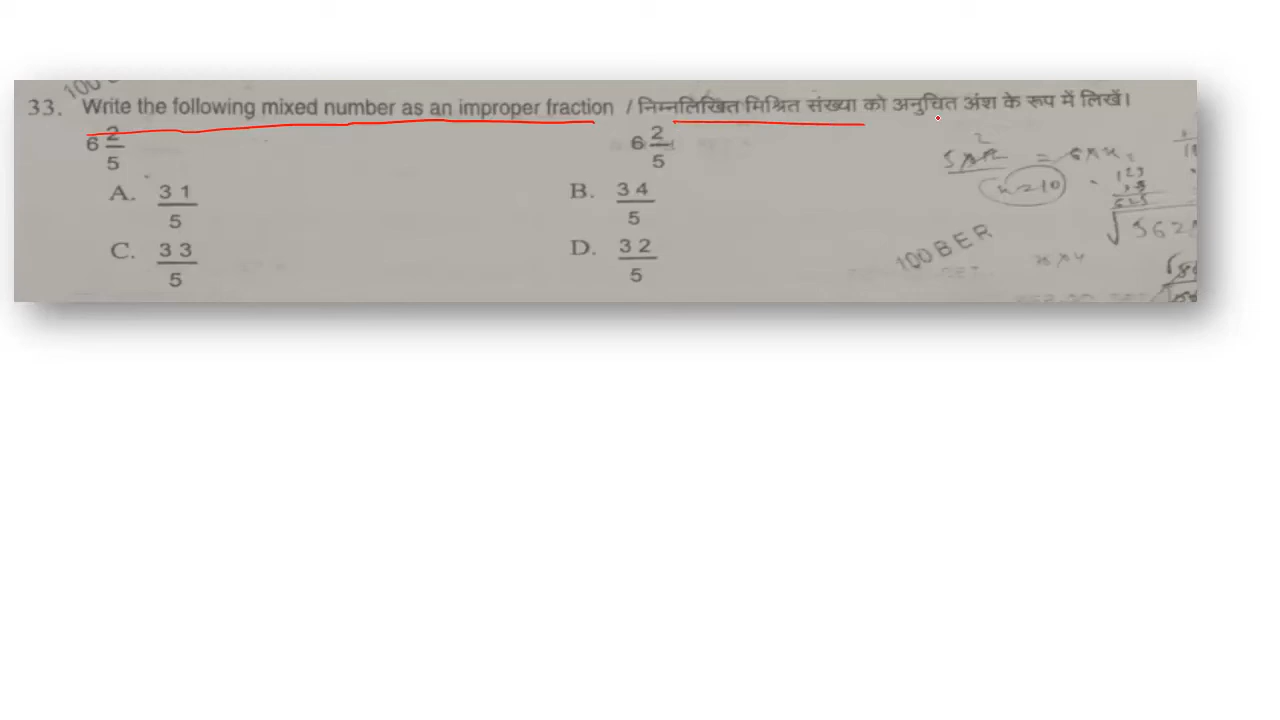 33. Write the following mixed number as an improper fraction / निम्नलिखित मिश्रित संख्या को अनुचित अंश के रूप में लिखें।
6 2/5 6 2/5
A. 31/5 B. 34/5
C. 33/5 D. 32/5
100BER